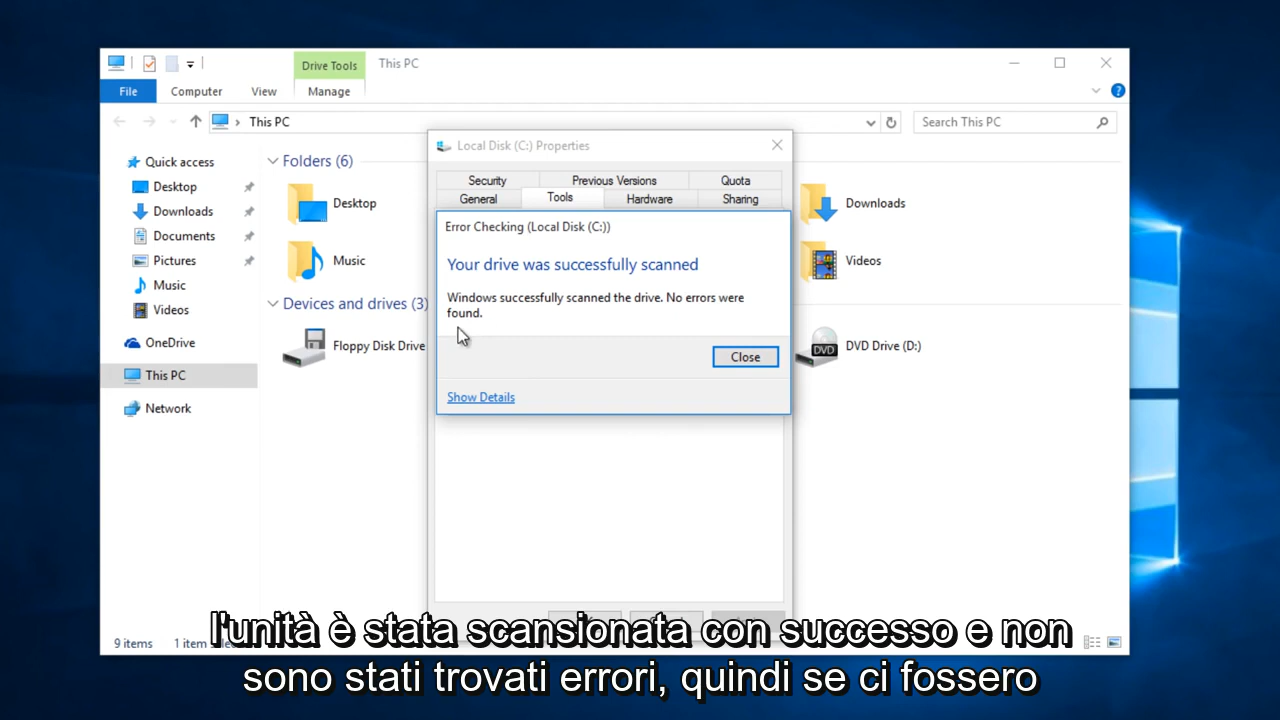 Drive Tools
This PC
File
Computer
View
Manage
This PC
Search This PC
Quick access
Desktop
Downloads
Documents
Pictures
Music
Videos
OneDrive
This PC
Network
Folders (6)
Desktop
Music
Devices and drives (3)
Floppy Disk Drive
Downloads
Videos
DVD
DVD Drive (D:)
Local Disk (C:) Properties
Security
Previous Versions
Quota
General
Tools
Hardware
Sharing
Error Checking (Local Disk (C:))
Your drive was successfully scanned
Windows successfully scanned the drive. No errors were
found.
Close
Show Details
9 items
1 item
l'unità è stata scansionata con successo e non
sono stati trovati errori, quindi se ci fossero